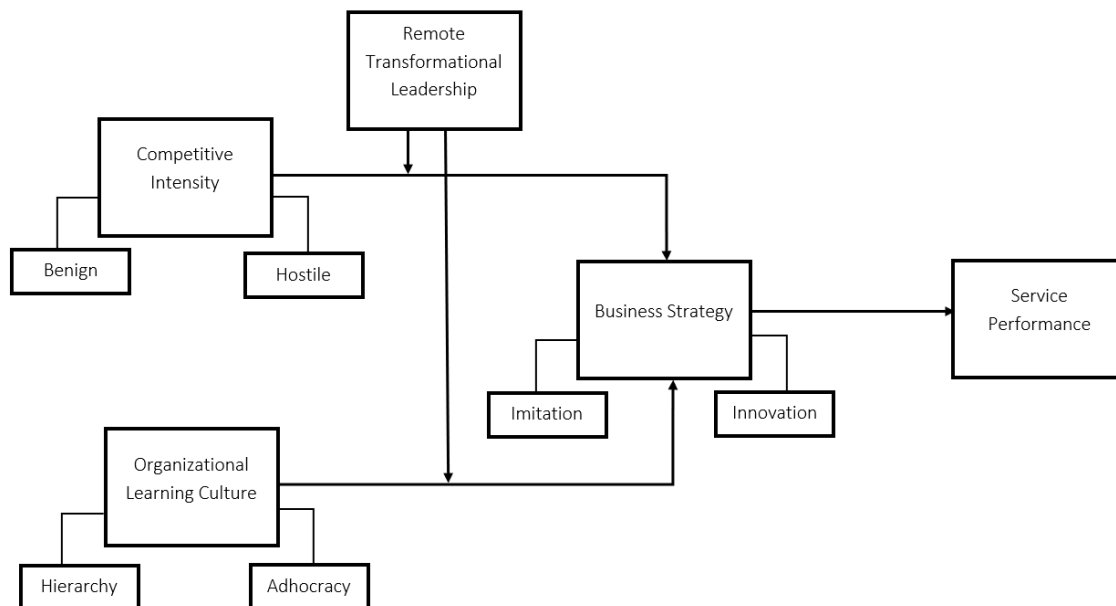 Remote
Transformational
Leadership
Competitive
Intensity
Benign
Hostile
Business Strategy
Service
Performance
Imitation
Innovation
Organizational
Learning Culture
Hierarchy
Adhocracy